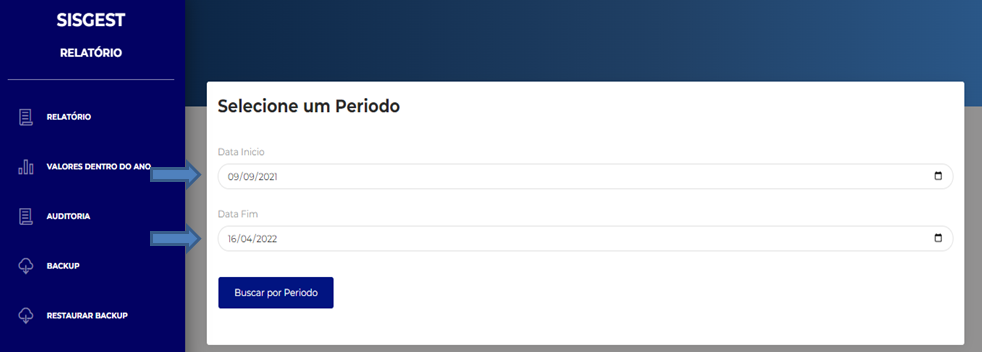 SISGEST
RELATÓRIO
RELATÓRIO
VALORES DENTRO DO ANO
AUDITORIA
BACKUP
RESTAURAR BACKUP
Selecione um Periodo
Data Inicio
09/09/2021
Data Fim
16/04/2022
Buscar por Periodo